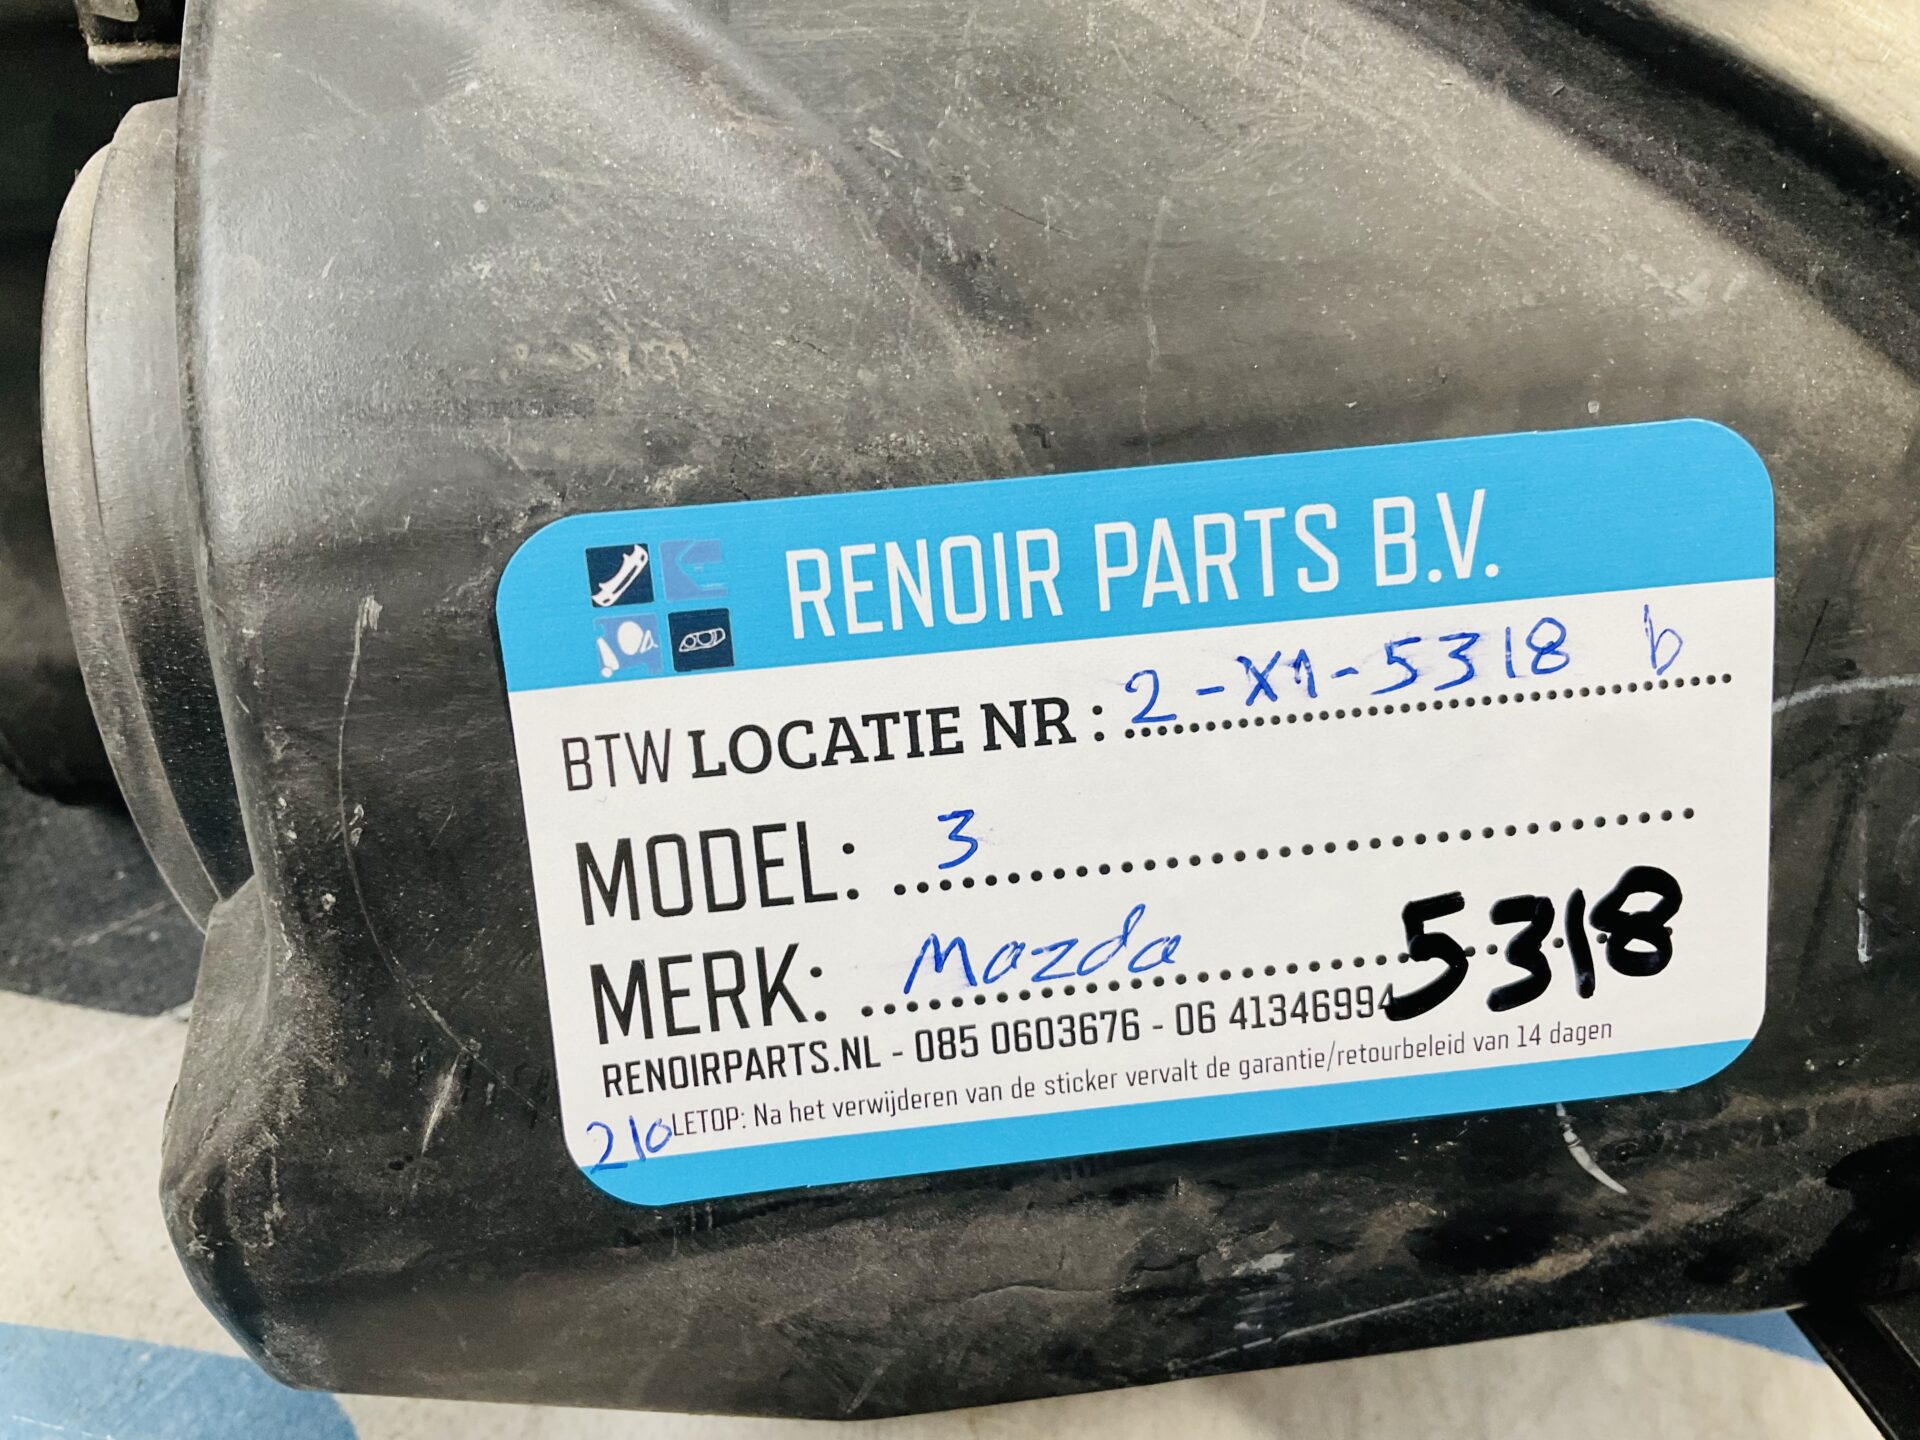 RENOIR PARTS B.V.
BTW LOCATIE NR: 2-X1-5318 b
MODEL: 3
MERK: Mazda
5318
RENOIRPARTS.NL - 085 0603676 - 06 41346994
210 LETOP: Na het verwijderen van de sticker vervalt de garantie/retourbeleid van 14 dagen